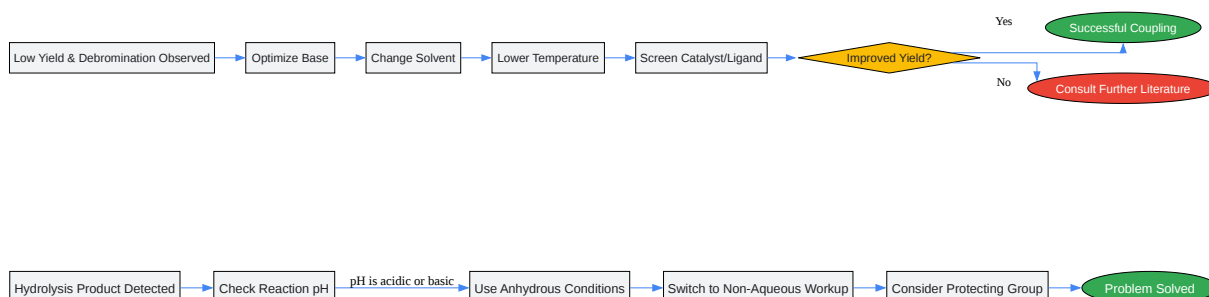 Yes
Successful Coupling
Low Yield & Debromination Observed
Optimize Base
Change Solvent
Lower Temperature
Screen Catalyst/Ligand
Improved Yield?
No
Consult Further Literature
Hydrolysis Product Detected
Check Reaction pH
pH is acidic or basic
Use Anhydrous Conditions
Switch to Non-Aqueous Workup
Consider Protecting Group
Problem Solved